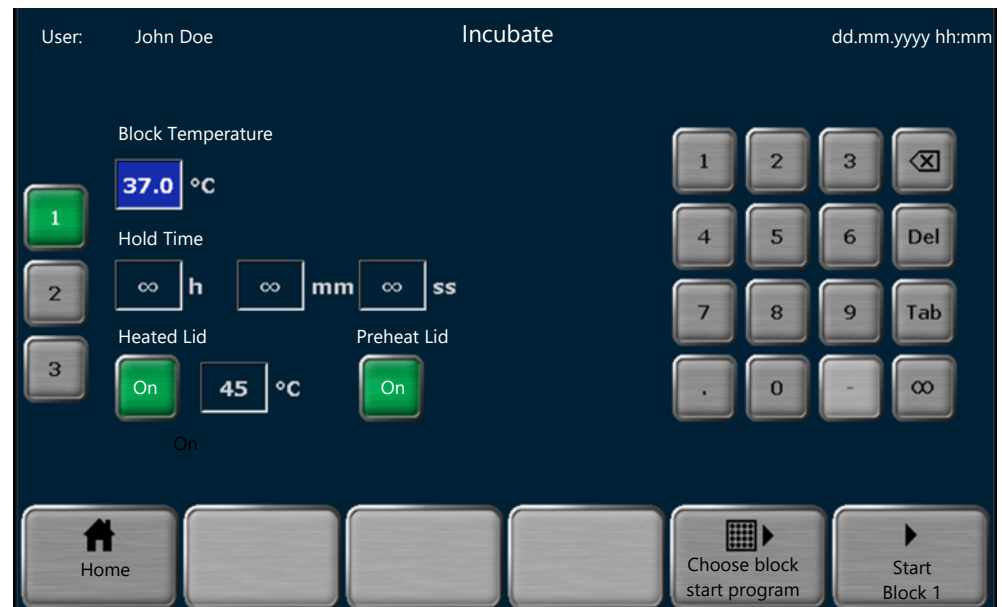 User: John Doe Incubate dd.mm.yyyy hh:mm
Block Temperature
37.0 °C
Hold Time
∞ h ∞ mm ∞ ss
Heated Lid Preheat Lid
On 45 °C On
On
1
2
3
1 2 3
4 5 6 Del
7 8 9 Tab
. 0 - ∞
Home
Choose block
start program
Start
Block 1